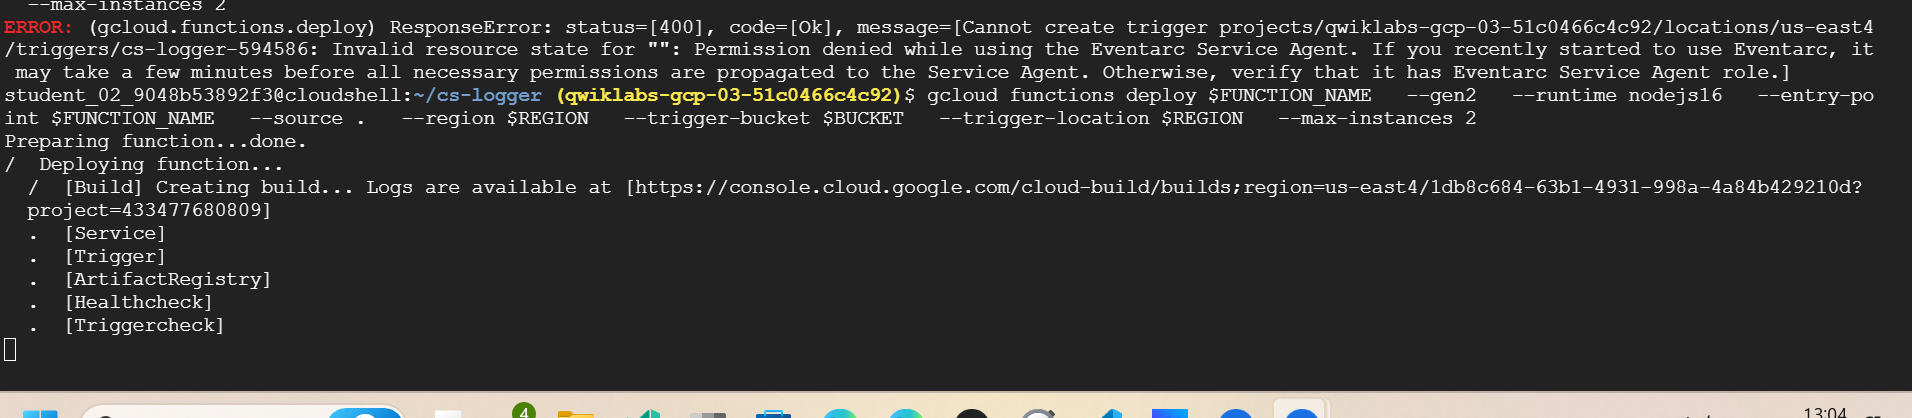 --max-instances 2
ERROR: (gcloud.functions.deploy) ResponseError: status=[400], code=[Ok], message=[Cannot create trigger projects/qwiklabs-gcp-03-51c0466c4c92/locations/us-east4
/triggers/cs-logger-594586: Invalid resource state for "": Permission denied while using the Eventarc Service Agent. If you recently started to use Eventarc, it
may take a few minutes before all necessary permissions are propagated to the Service Agent. Otherwise, verify that it has Eventarc Service Agent role.]
student_02_9048b53892f3@cloudshell:~/cs-logger (qwiklabs-gcp-03-51c0466c4c92)$ gcloud functions deploy $FUNCTION_NAME --gen2 --runtime nodejs16 --entry-po
int $FUNCTION_NAME --source . --region $REGION --trigger-bucket $BUCKET --trigger-location $REGION --max-instances 2
Preparing function...done.
/ Deploying function...
/ [Build] Creating build... Logs are available at [https://console.cloud.google.com/cloud-build/builds;region=us-east4/1db8c684-63b1-4931-998a-4a84b429210d?
project=433477680809]
. [Service]
. [Trigger]
. [ArtifactRegistry]
. [Healthcheck]
. [Triggercheck]
4
13:04